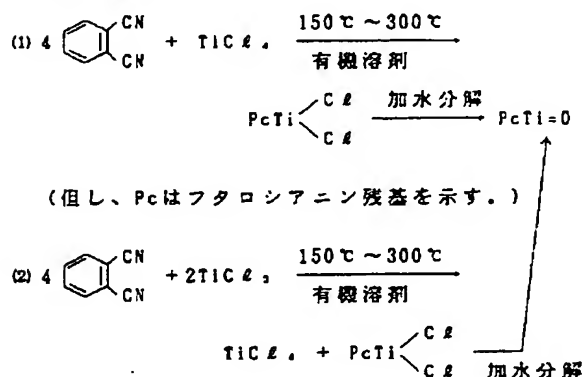 (1) 4 CN CN + TiCℓ₄ 150℃～300℃ 有機溶剤
PcTi Cℓ Cℓ 加水分解 PcTi=O
(但し、Pcはフタロシアニン残基を示す。)
(2) 4 CN CN +2TiCℓ₃ 150℃～300℃ 有機溶剤
TiCℓ₄ + PcTi Cℓ Cℓ 加水分解